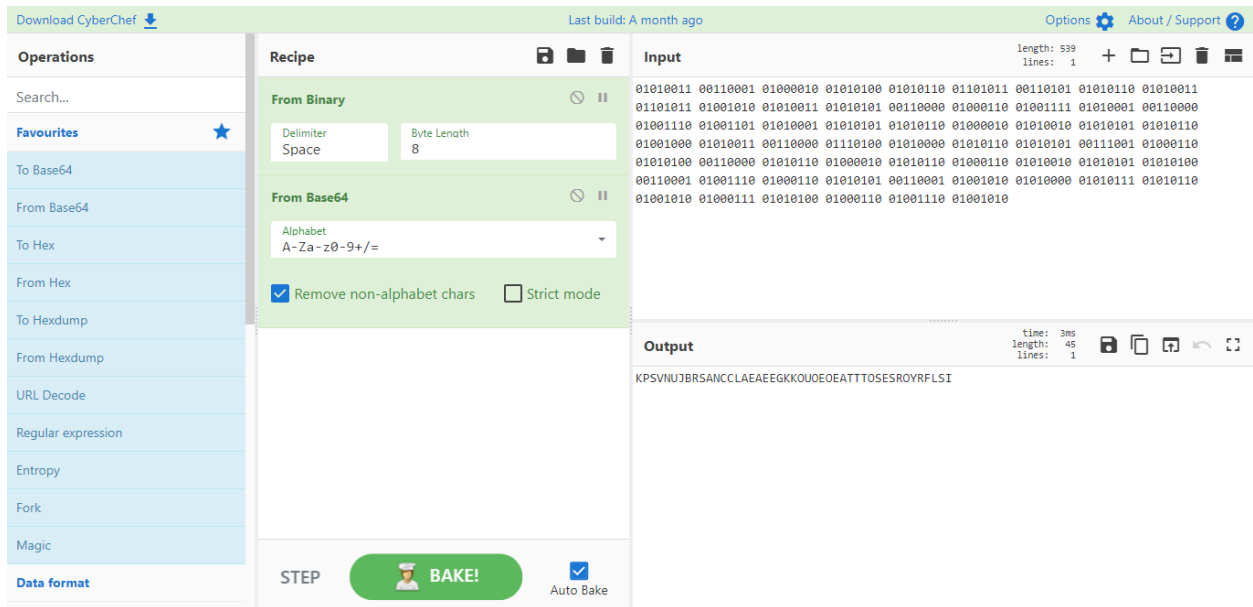 Download CyberChef
Last build: A month ago
Options
About / Support
Operations
Recipe
Input
length: 539
lines: 1
Search...
Favourites
To Base64
From Base64
To Hex
From Hex
To Hexdump
From Hexdump
URL Decode
Regular expression
Entropy
Fork
Magic
Data format
From Binary
Delimiter
Space
Byte Length
8
From Base64
Alphabet
A-Za-z0-9+/=
Remove non-alphabet chars
Strict mode
STEP
BAKE!
Auto Bake
01010011 00110001 01000010 01010100 01010110 01101011 00110101 01010110 01010011
01101011 01001010 01010011 01010101 00110000 01000110 01001111 01010001 00110000
01001110 01001101 01010001 01010101 01010110 01000010 01010010 01010101 01010110
01001000 01010011 00110000 01110100 01010000 01010110 01010101 00111001 01000110
01010100 00110000 01010110 01000010 01010110 01000110 01010010 01010101 01010100
00110001 01001110 01000110 01010101 00110001 01001010 01010000 01010111 01010110
01001010 01000111 01010100 01000110 01001110 01001010
Output
time: 3ms
length: 45
lines: 1
KPSVNUJBRSANCCLAEAEEGKKOUOEOEATTTOSESROYRFLSI